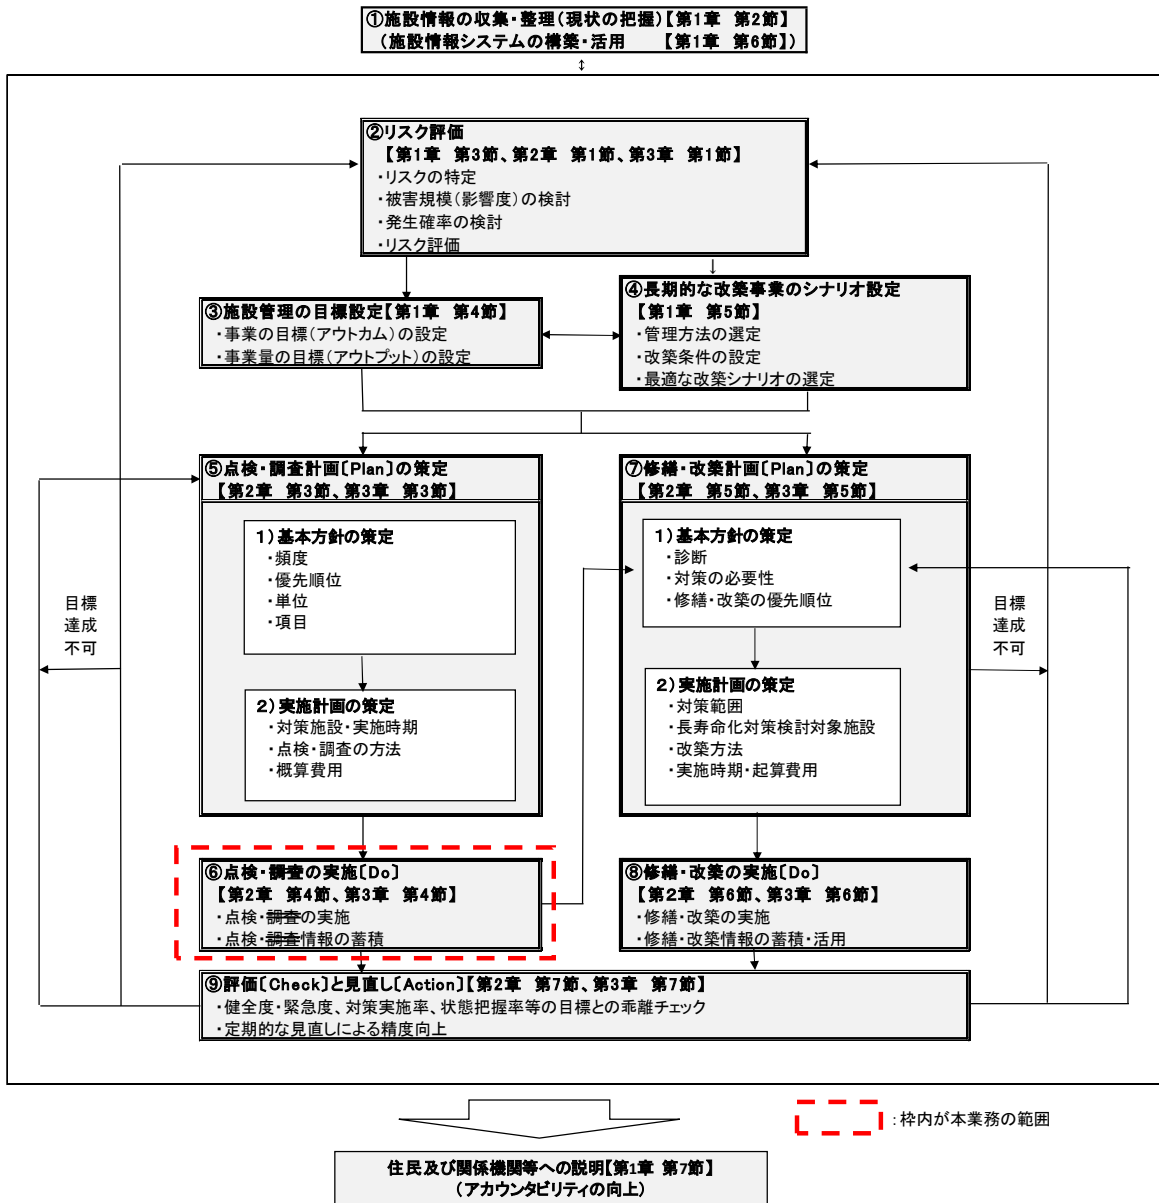 ①施設情報の収集・整理(現状の把握)【第1章 第2節】
(施設情報システムの構築・活用 【第1章 第6節】)
↕
②リスク評価
【第1章 第3節、第2章 第1節、第3章 第1節】
・リスクの特定
・被害規模(影響度)の検討
・発生確率の検討
・リスク評価
↓
③施設管理の目標設定【第1章 第4節】
・事業の目標(アウトカム)の設定
・事業量の目標(アウトプット)の設定
④長期的な改築事業のシナリオ設定
【第1章 第5節】
・管理方法の選定
・改築条件の設定
・最適な改築シナリオの選定
⑤点検・調査計画〔Plan〕の策定
【第2章 第3節、第3章 第3節】
1)基本方針の策定
・頻度
・優先順位
・単位
・項目
2)実施計画の策定
・対策施設・実施時期
・点検・調査の方法
・概算費用
⑦修繕・改築計画〔Plan〕の策定
【第2章 第5節、第3章 第5節】
1)基本方針の策定
・診断
・対策の必要性
・修繕・改築の優先順位
2)実施計画の策定
・対策範囲
・長寿命化対策検討対象施設
・改築方法
・実施時期・起算費用
目標
達成
不可
目標
達成
不可
⑥点検・調査の実施〔Do〕
【第2章 第4節、第3章 第4節】
・点検・調査の実施
・点検・調査情報の蓄積
⑧修繕・改築の実施〔Do〕
【第2章 第6節、第3章 第6節】
・修繕・改築の実施
・修繕・改築情報の蓄積・活用
⑨評価〔Check〕と見直し〔Action〕【第2章 第7節、第3章 第7節】
・健全度・緊急度、対策実施率、状態把握率等の目標との乖離チェック
・定期的な見直しによる精度向上
:枠内が本業務の範囲
住民及び関係機関等への説明【第1章 第7節】
(アカウンタビリティの向上)